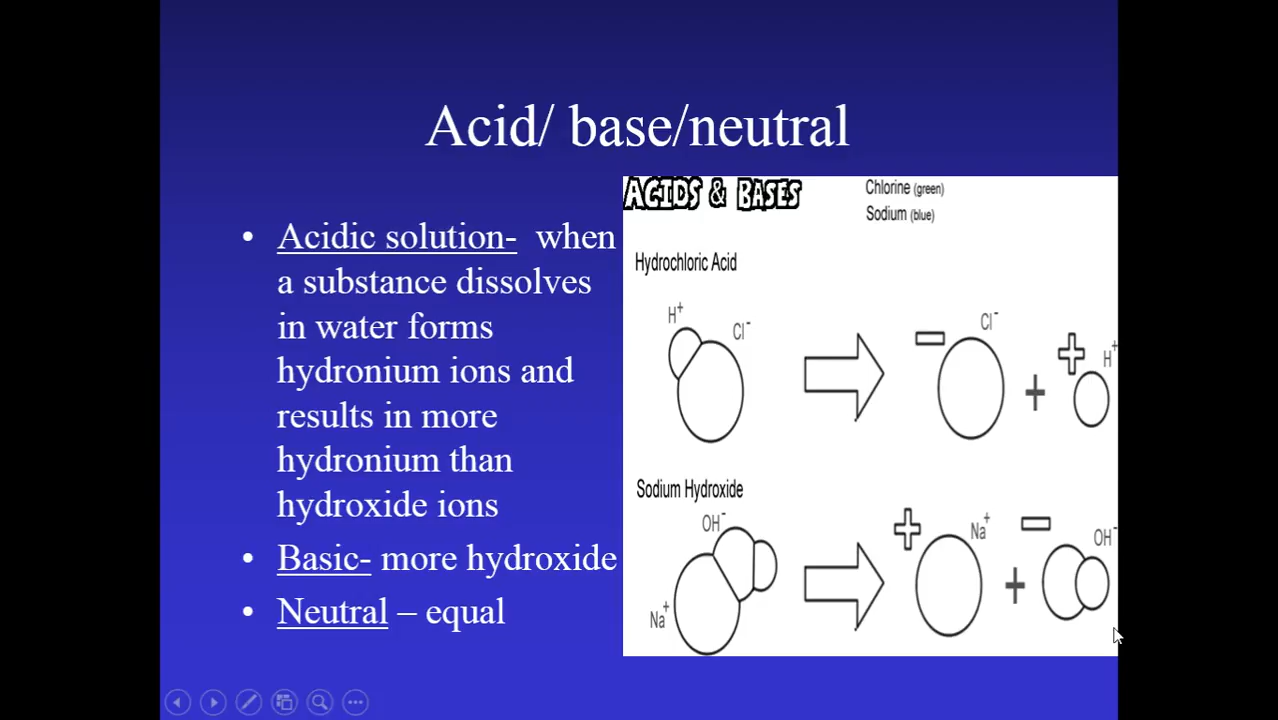 Acid/ base/neutral
• Acidic solution- when
a substance dissolves
in water forms
hydronium ions and
results in more
hydronium than
hydroxide ions
• Basic- more hydroxide
• Neutral – equal
ACIDS & BASES
Chlorine (green)
Sodium (blue)
Hydrochloric Acid
H+
Cl-
Cl-
+
H+
Sodium Hydroxide
OH-
Na+
Na+
+
OH-